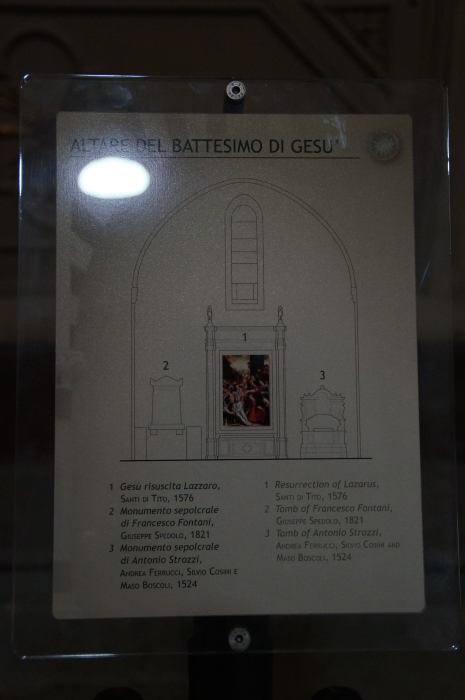 ALTARE DEL BATTESIMO DI GESU'
1
2
3
1 Gesù risuscita Lazzaro,
SANTI DI TITO, 1576
2 Monumento sepolcrale
di Francesco Fontani,
GIUSEPPE SPEDOLO, 1821
3 Monumento sepolcrale
di Antonio Strozzi,
ANDREA FERRUCCI, SILVIO COSINI E
MASO BOSCOLI, 1524
1 Resurrection of Lazarus,
SANTI DI TITO, 1576
2 Tomb of Francesco Fontani,
GIUSEPPE SPEDOLO, 1821
3 Tomb of Antonio Strozzi,
ANDREA FERRUCCI, SILVIO COSINI AND
MASO BOSCOLI, 1524